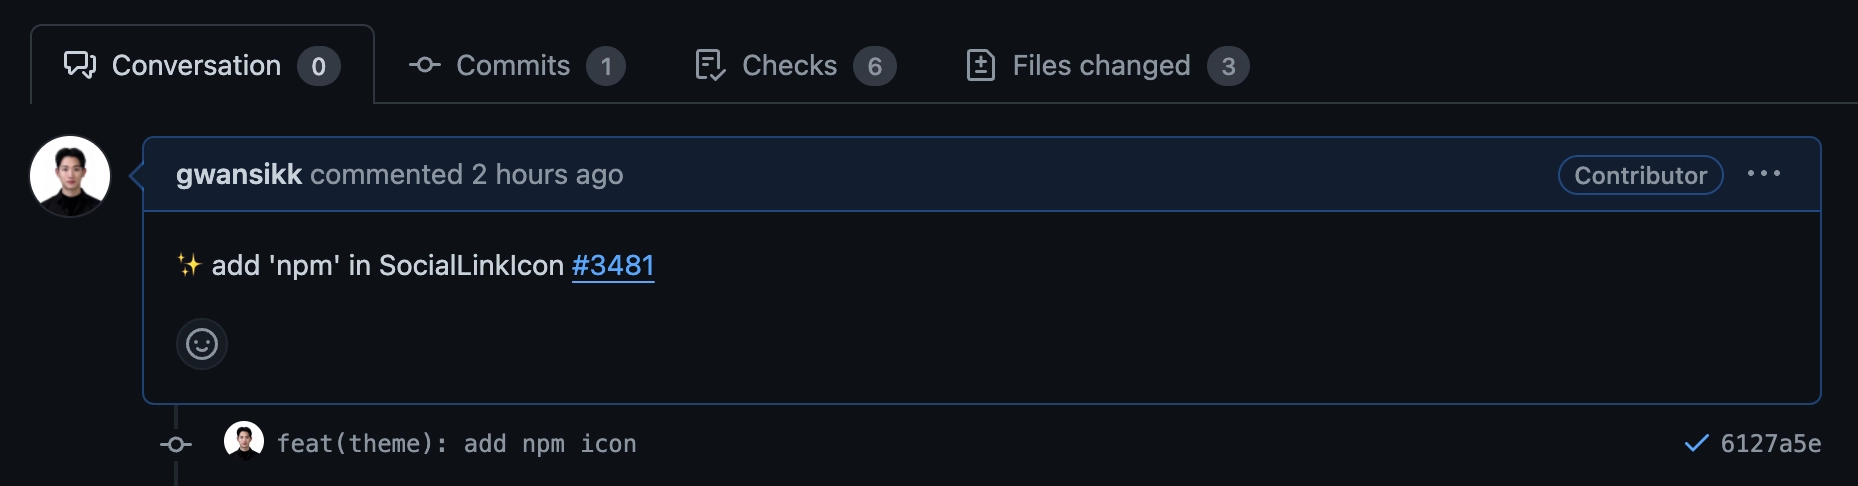 Conversation 0 Commits 1 Checks 6 Files changed 3
gwansikk commented 2 hours ago Contributor
✨ add 'npm' in SocialLinkIcon #3481
feat(theme): add npm icon 6127a5e